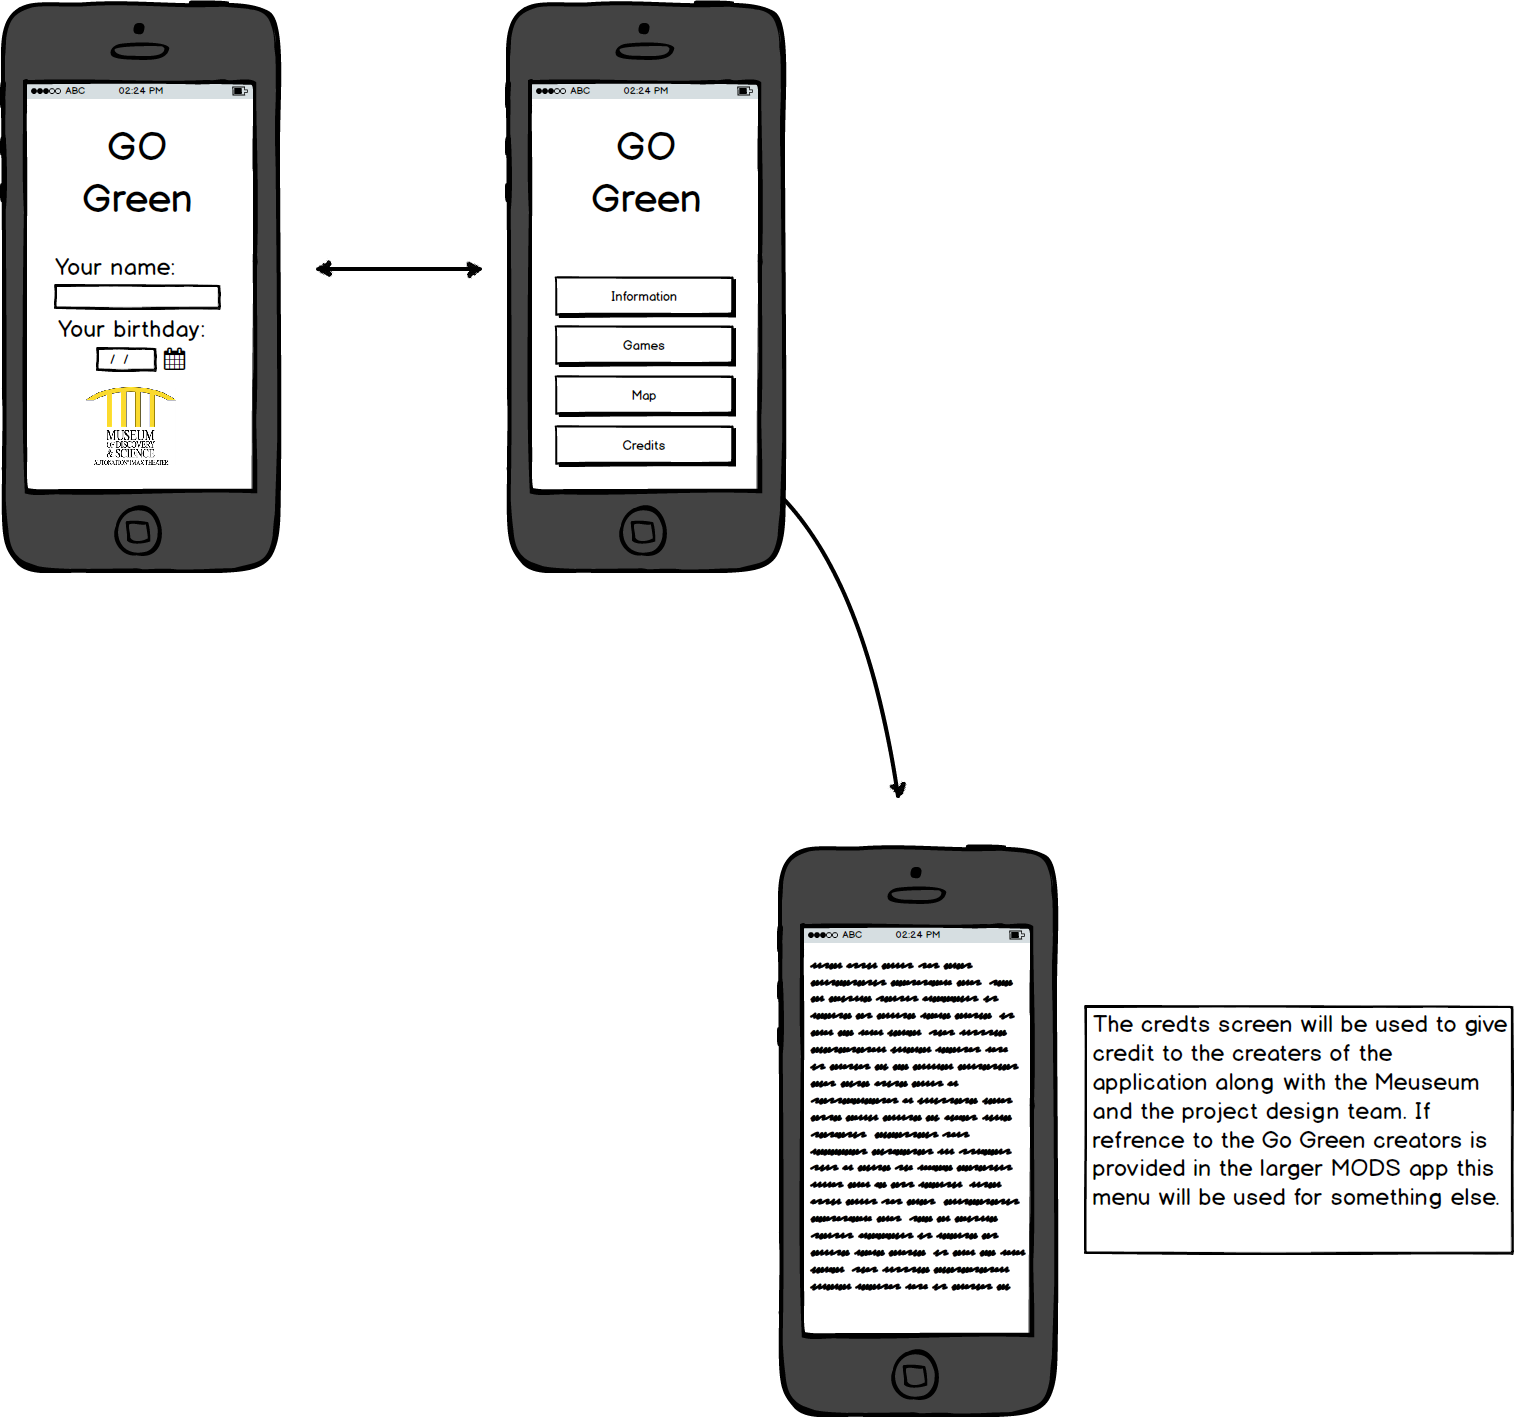 ABC 02:24 PM
GO
Green
Your name:
Your birthday:
/ /
MUSEUM
OF DISCOVERY
& SCIENCE
AUTONATION IMAX THEATER
ABC 02:24 PM
GO
Green
Information
Games
Map
Credits
ABC 02:24 PM
The credts screen will be used to give
credit to the creaters of the
application along with the Meuseum
and the project design team. If
refrence to the Go Green creators is
provided in the larger MODS app this
menu will be used for something else.